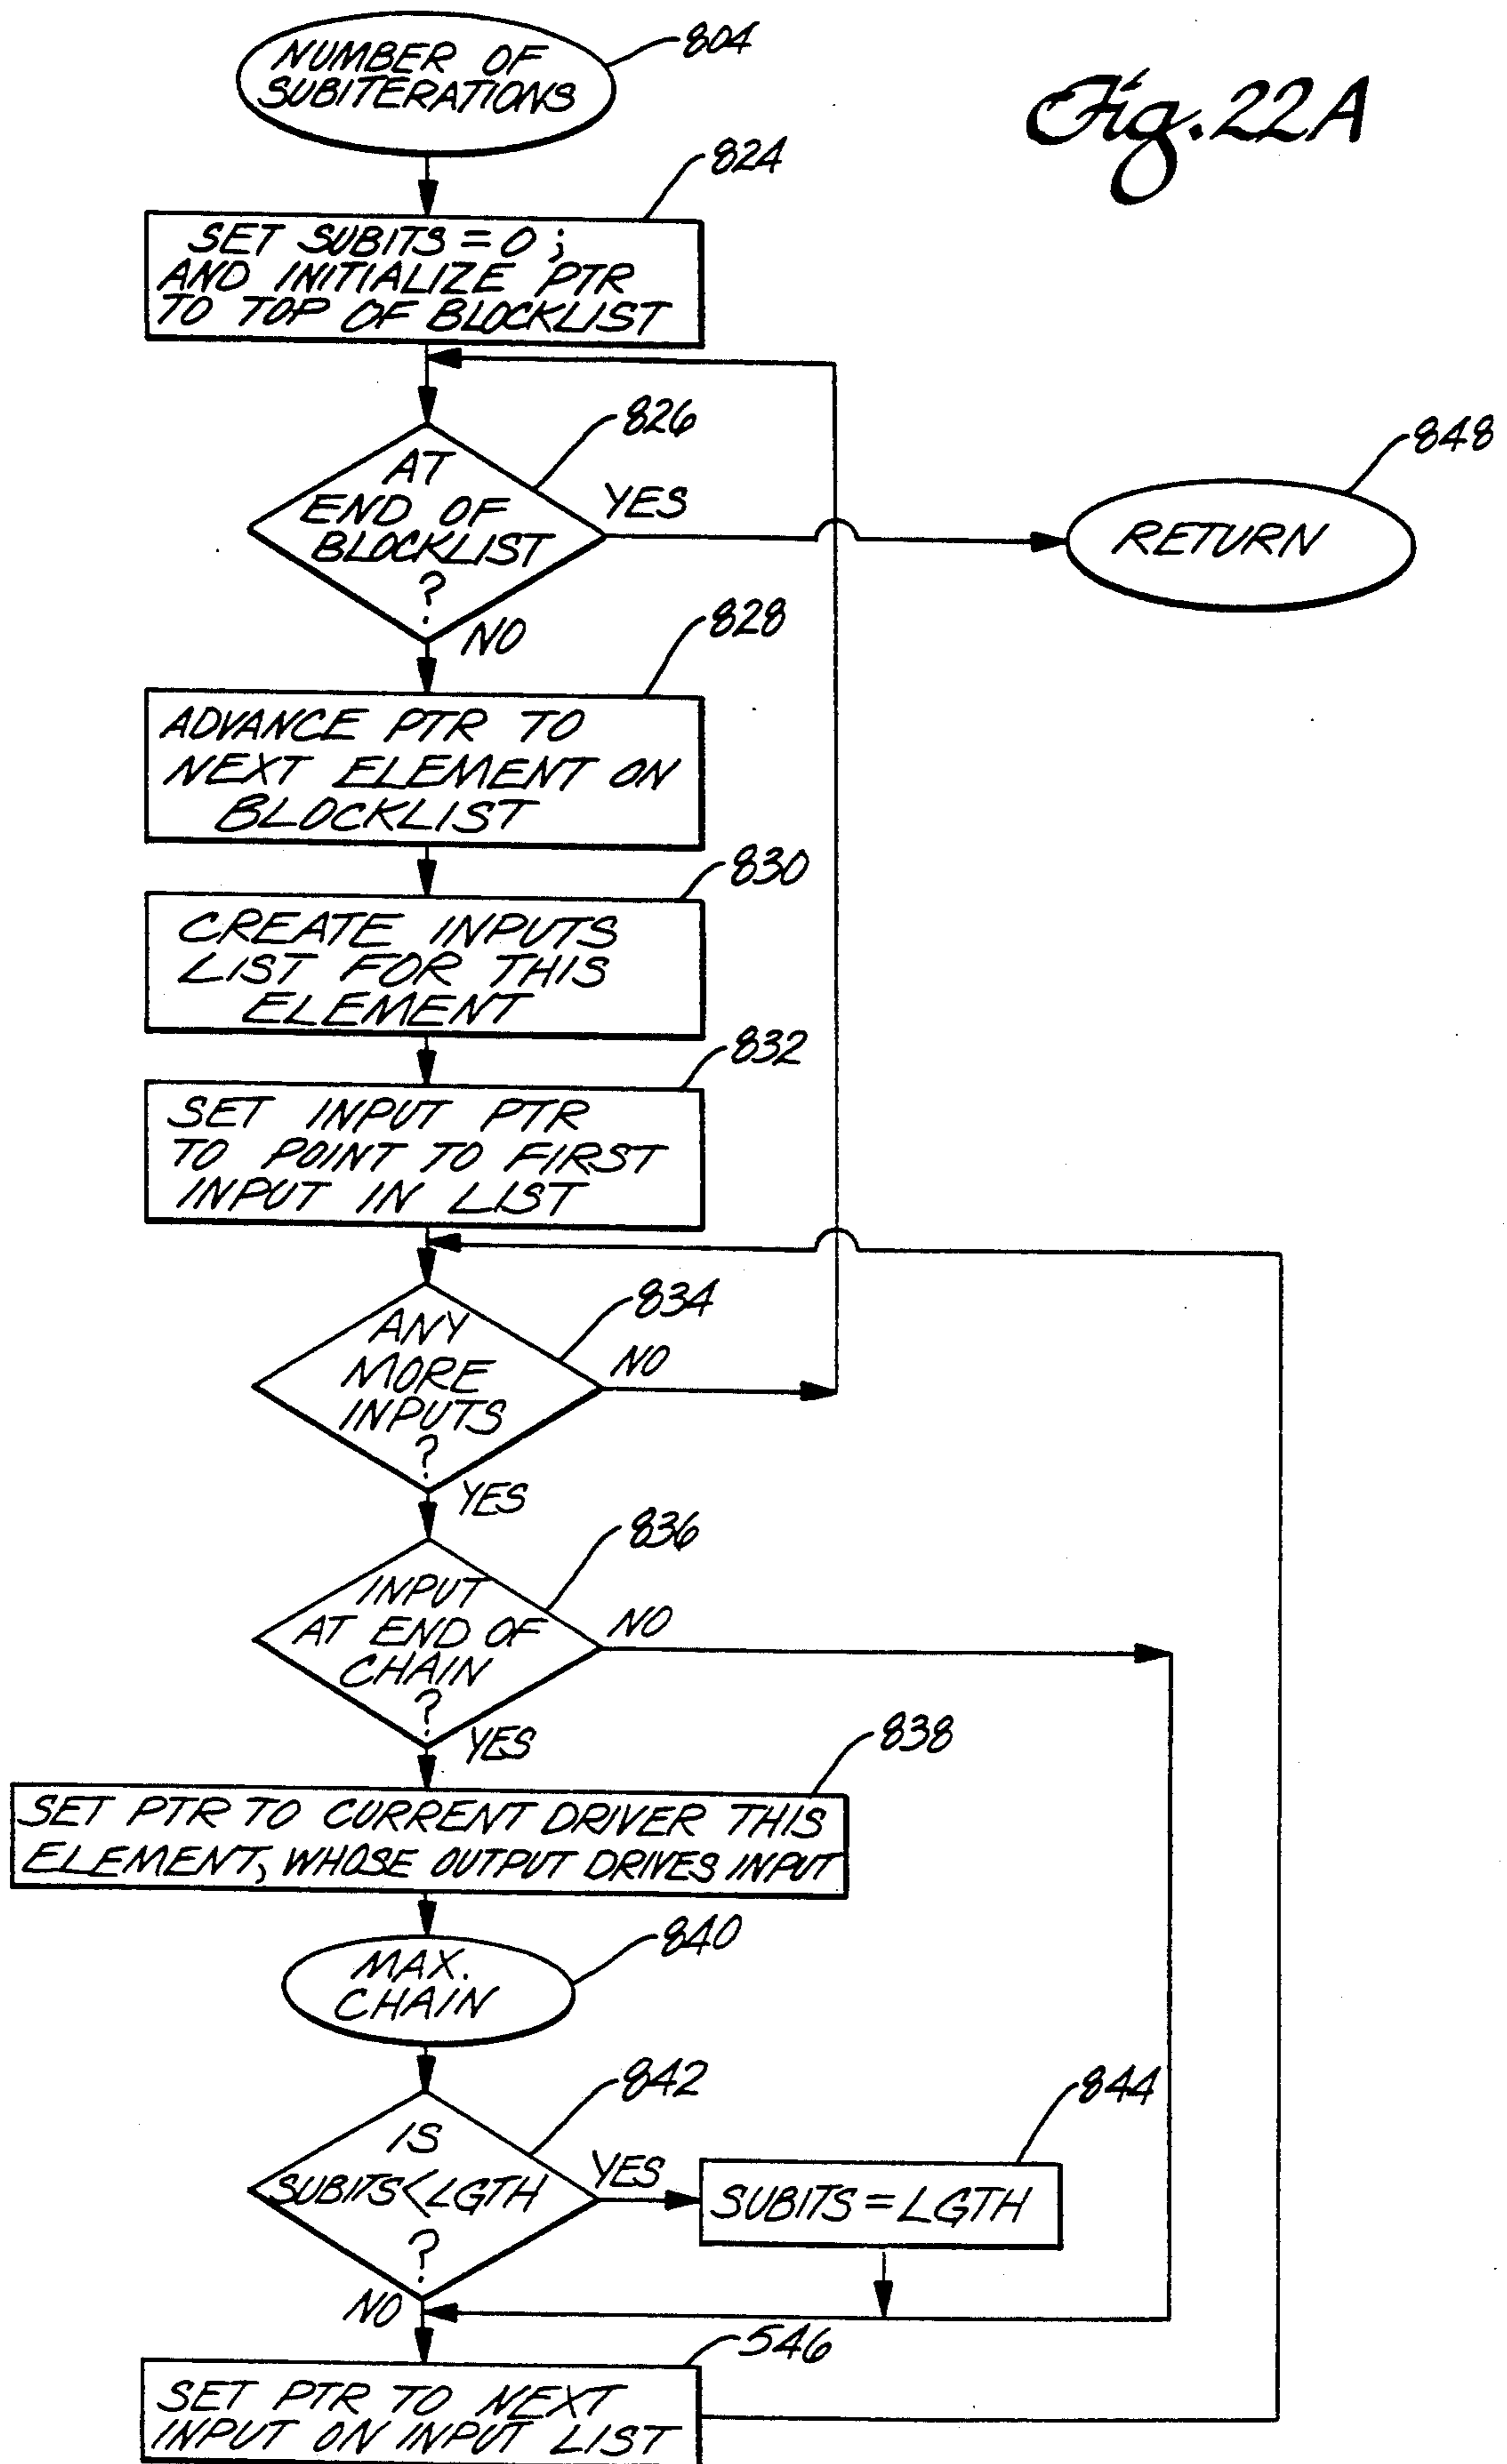 NUMBER OF
SUBITERATIONS
804
Fig. 22A
824
SET SUBITS = 0 ;
AND INITIALIZE PTR
TO TOP OF BLOCKLIST
826
AT
END OF
BLOCKLIST
?
YES
NO
848
RETURN
828
ADVANCE PTR TO
NEXT ELEMENT ON
BLOCKLIST
830
CREATE INPUTS
LIST FOR THIS
ELEMENT
832
SET INPUT PTR
TO POINT TO FIRST
INPUT IN LIST
834
ANY
MORE
INPUTS
?
NO
YES
836
INPUT
AT END OF
CHAIN
?
NO
YES
838
SET PTR TO CURRENT DRIVER THIS
ELEMENT, WHOSE OUTPUT DRIVES INPUT
840
MAX.
CHAIN
842
IS
SUBITS<LGTH
?
YES
NO
844
SUBITS = LGTH
546
SET PTR TO NEXT
INPUT ON INPUT LIST